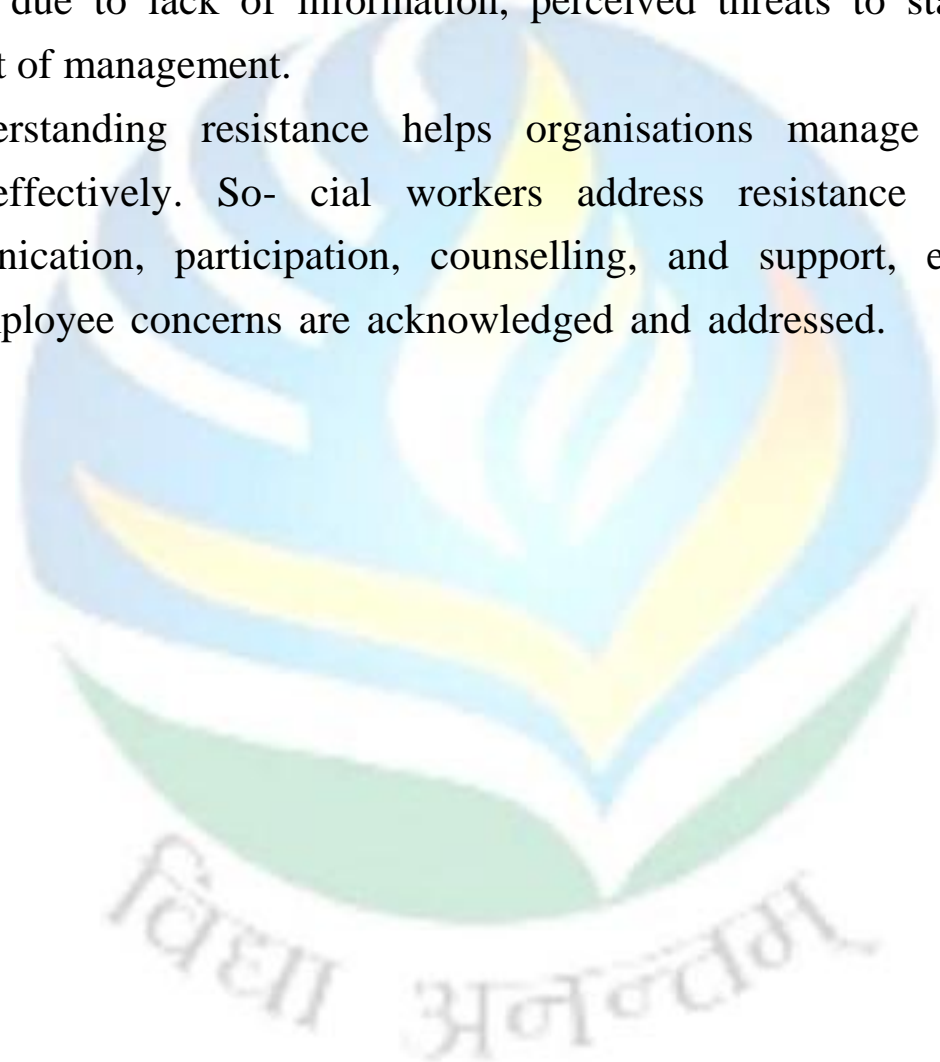 due to lack of information, perceived threats to sta
t of management.
erstanding resistance helps organisations manage
effectively. So- cial workers address resistance
nication, participation, counselling, and support, e
ployee concerns are acknowledged and addressed.
विद्या अनन्तम्